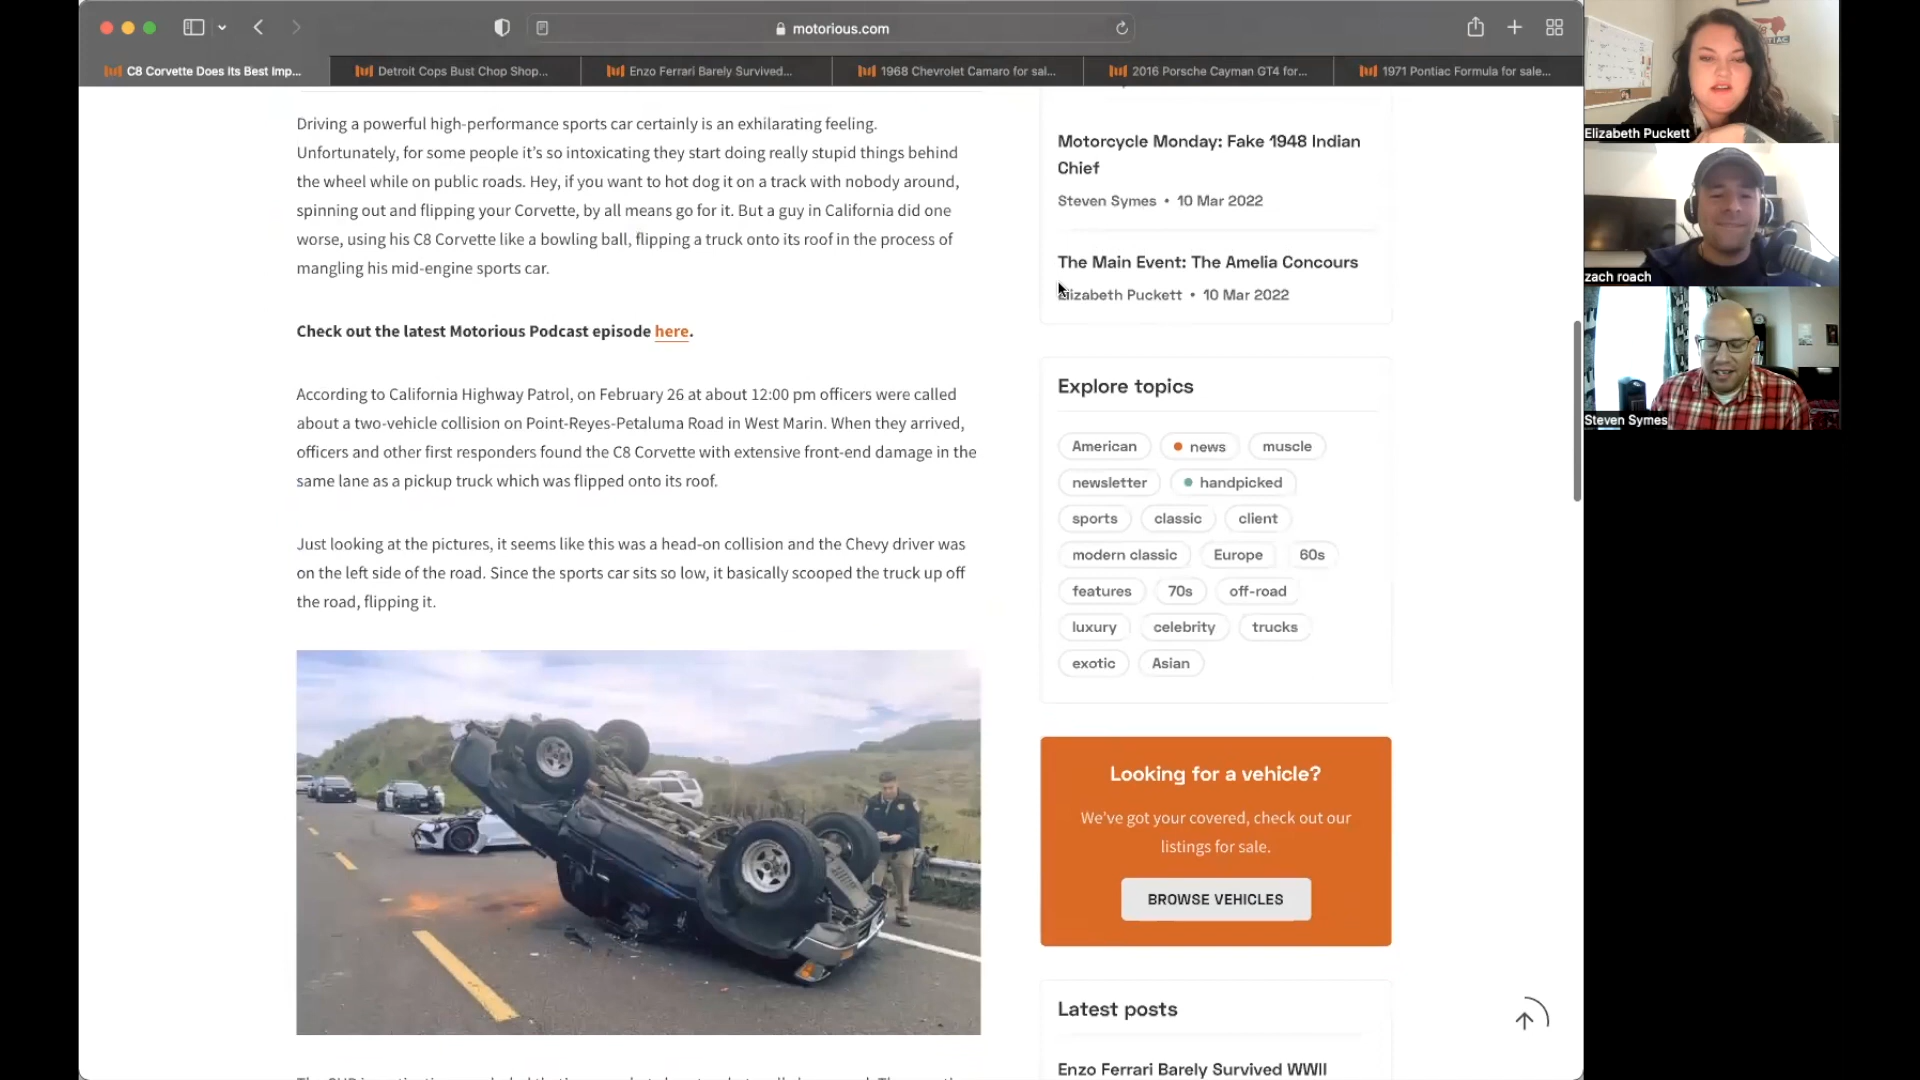 motorious.com
C8 Corvette Does Its Best Imp...
Detroit Cops Bust Chop Shop...
Enzo Ferrari Barely Survived...
1968 Chevrolet Camaro for sal...
2016 Porsche Cayman GT4 for...
1971 Pontiac Formula for sale...
Driving a powerful high-performance sports car certainly is an exhilarating feeling.
Unfortunately, for some people it's so intoxicating they start doing really stupid things behind
the wheel while on public roads. Hey, if you want to hot dog it on a track with nobody around,
spinning out and flipping your Corvette, by all means go for it. But a guy in California did one
worse, using his C8 Corvette like a bowling ball, flipping a truck onto its roof in the process of
mangling his mid-engine sports car.
Check out the latest Motorious Podcast episode here.
According to California Highway Patrol, on February 26 at about 12:00 pm officers were called
about a two-vehicle collision on Point-Reyes-Petaluma Road in West Marin. When they arrived,
officers and other first responders found the C8 Corvette with extensive front-end damage in the
same lane as a pickup truck which was flipped onto its roof.
Just looking at the pictures, it seems like this was a head-on collision and the Chevy driver was
on the left side of the road. Since the sports car sits so low, it basically scooped the truck up off
the road, flipping it.
Motorcycle Monday: Fake 1948 Indian
Chief
Steven Symes • 10 Mar 2022
The Main Event: The Amelia Concours
Elizabeth Puckett • 10 Mar 2022
Explore topics
American
news
muscle
newsletter
handpicked
sports
classic
client
modern classic
Europe
60s
features
70s
off-road
luxury
celebrity
trucks
exotic
Asian
Looking for a vehicle?
We've got your covered, check out our
listings for sale.
BROWSE VEHICLES
Latest posts
Enzo Ferrari Barely Survived WWII
Elizabeth Puckett
zach roach
Steven Symes